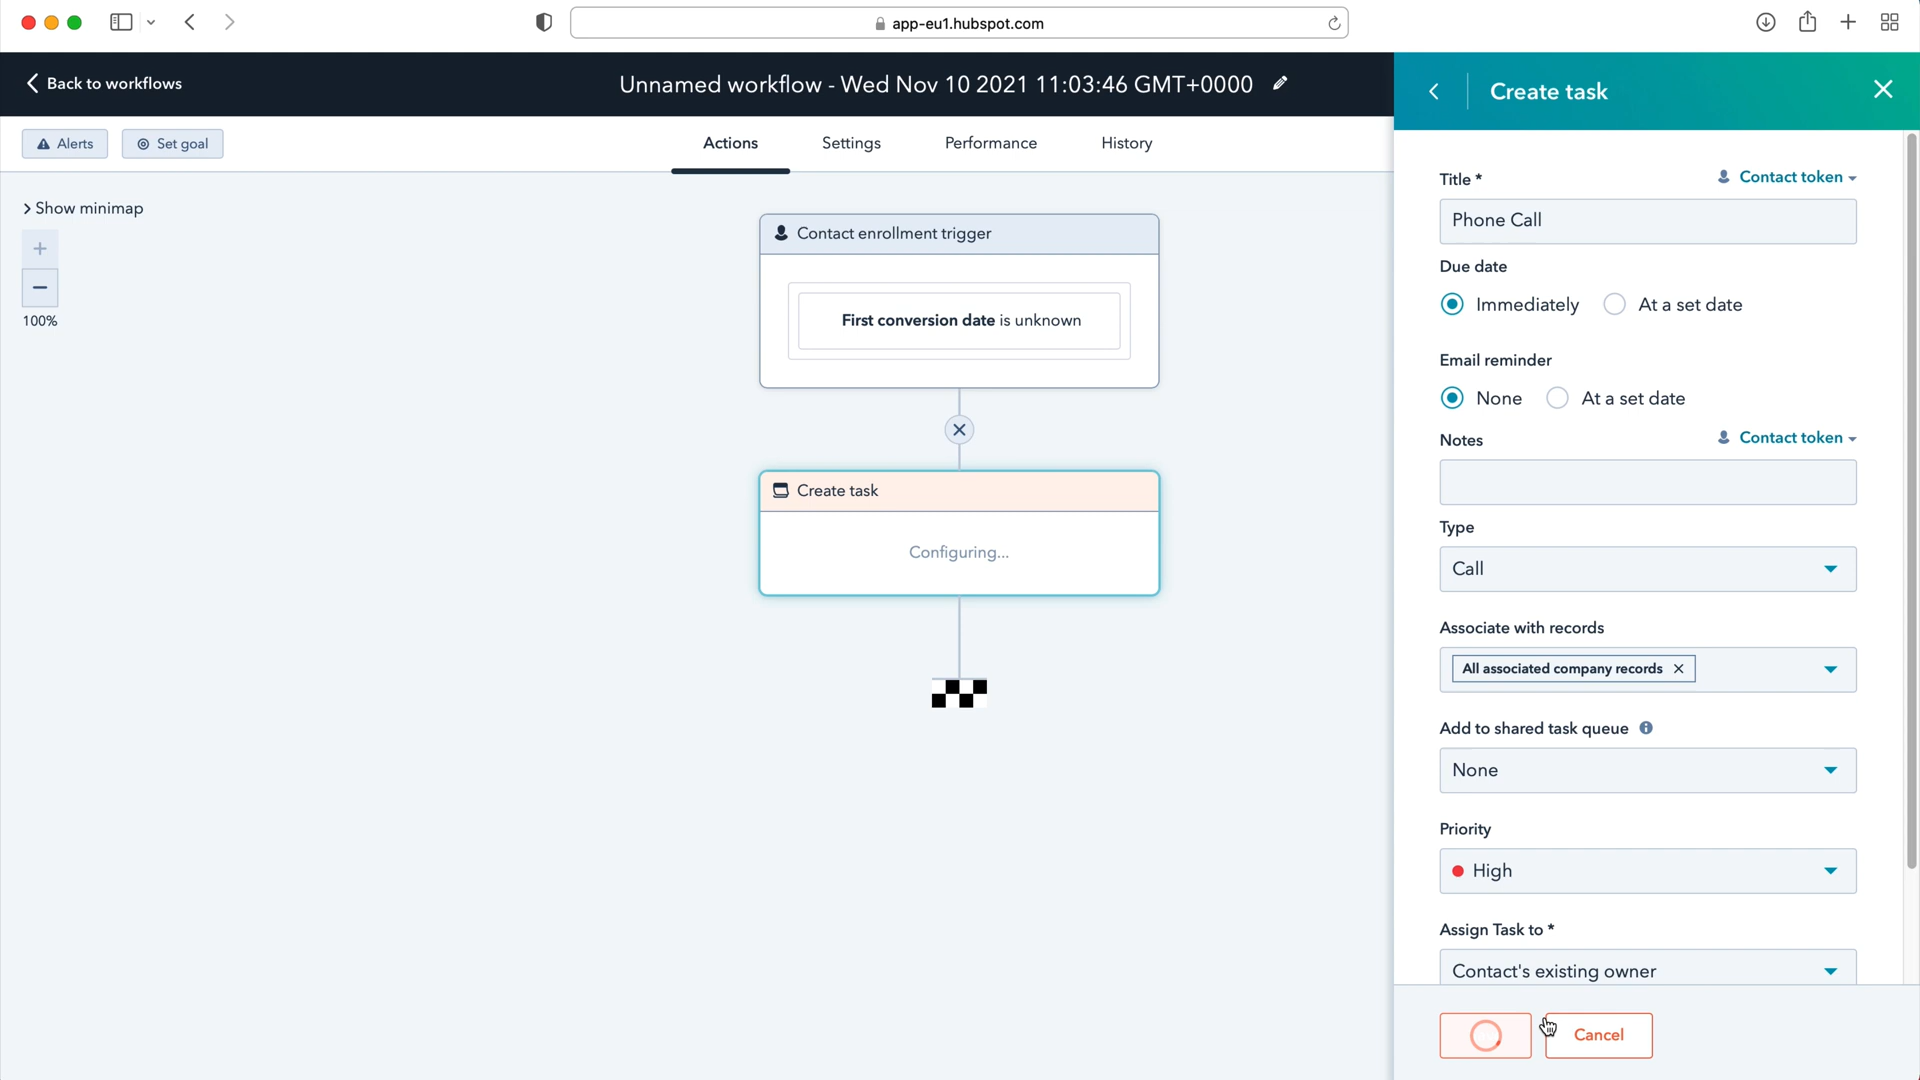 app-eu1.hubspot.com
Back to workflows
Unnamed workflow - Wed Nov 10 2021 11:03:46 GMT+0000
Create task
Alerts
Set goal
Actions
Settings
Performance
History
Show minimap
100%
Contact enrollment trigger
First conversion date is unknown
Create task
Configuring...
Title *
Contact token
Phone Call
Due date
Immediately
At a set date
Email reminder
None
At a set date
Notes
Contact token
Type
Call
Associate with records
All associated company records
Add to shared task queue
None
Priority
High
Assign Task to *
Contact's existing owner
Cancel